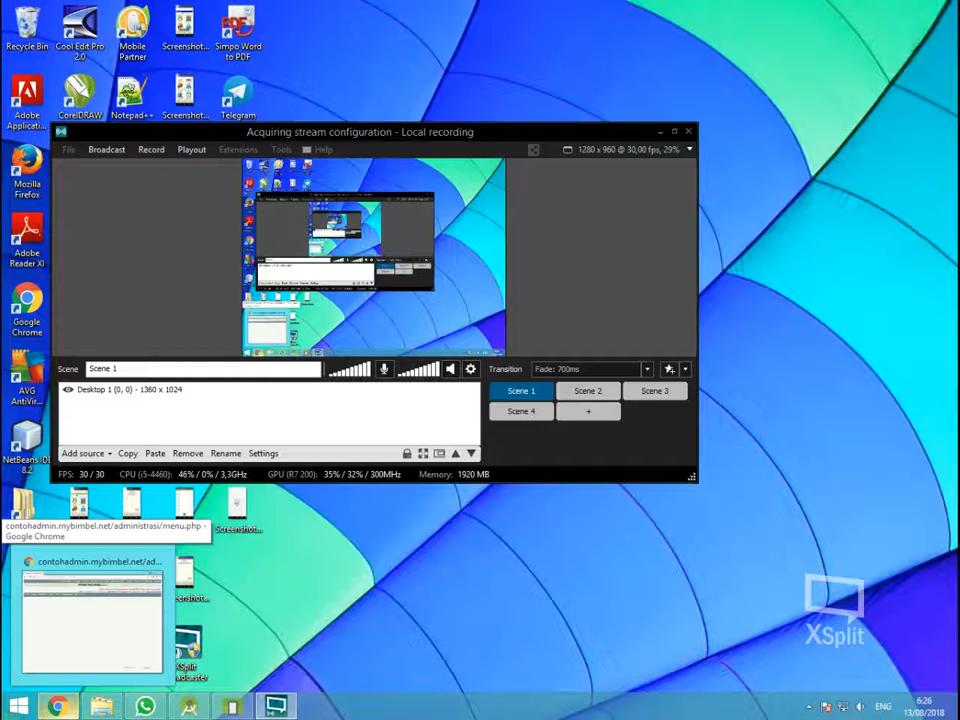 Recycle Bin
Cool Edit Pro
2.0
Mobile
Partner
Screenshot...
Simpo Word
to PDF
Adobe
Applicati...
CorelDRAW
Notepad++
Screenshot...
Telegram
Mozilla
Firefox
Adobe
Reader XI
Google
Chrome
AVG
AntiVir...
NetBeans IDE
8.2
Acquiring stream configuration - Local recording
File
Broadcast
Record
Playout
Extensions
Tools
Help
1280 x 960 @ 30,00 fps, 29%
Scene
Scene 1
Transition
Fade: 700ms
Desktop 1 (0, 0) - 1360 x 1024
Scene 1
Scene 2
Scene 3
Scene 4
+
Add source
Copy
Paste
Remove
Rename
Settings
FPS: 30 / 30
CPU (i5-4460): 46% / 0% / 3,3GHz
GPU (R7 200): 35% / 32% / 300MHz
Memory: 1920 MB
contohadmin.mybimbel.net/administrasi/menu.php -
Google Chrome
Screenshot...
contohadmin.mybimbel.net/ad...
XSplit
XSplit
ENG
6:26
13/08/2018